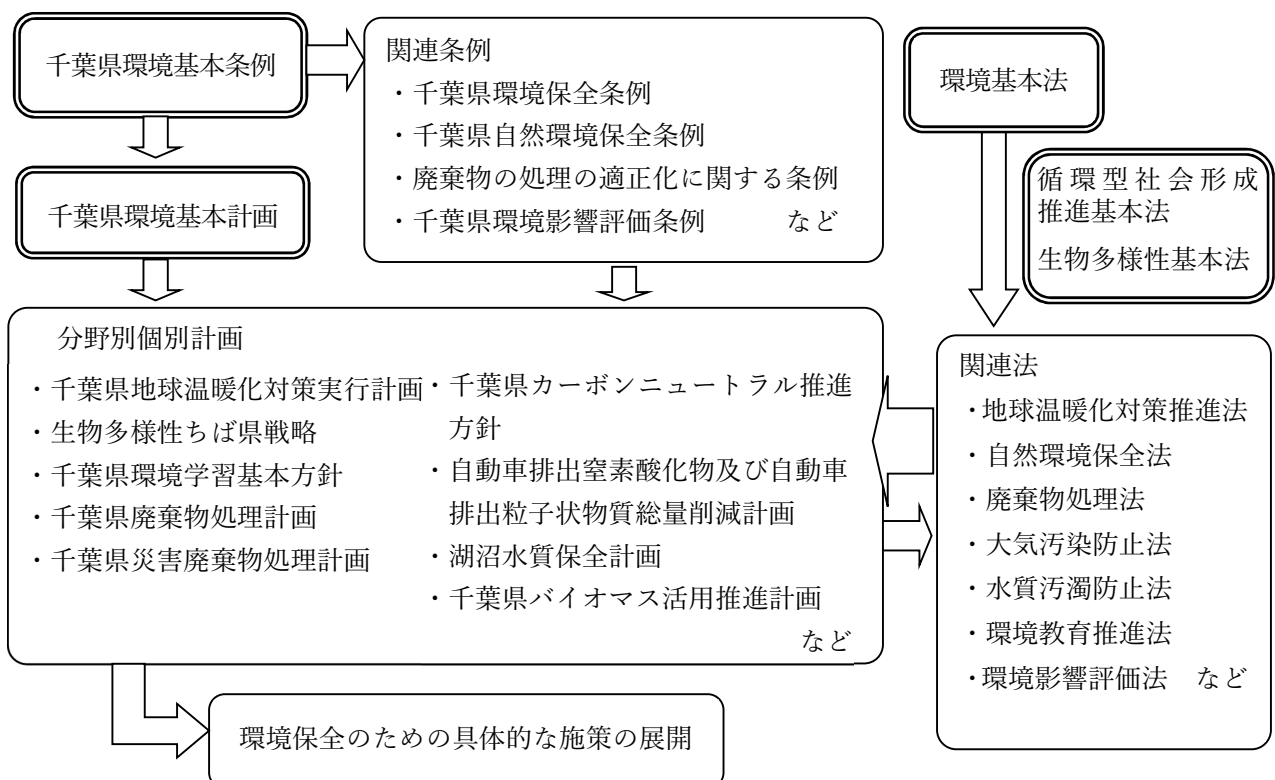 千葉県環境基本条例
関連条例
・千葉県環境保全条例
・千葉県自然環境保全条例
・廃棄物の処理の適正化に関する条例
・千葉県環境影響評価条例　など
環境基本法
循環型社会形成
推進基本法
生物多様性基本法
千葉県環境基本計画
分野別個別計画
・千葉県地球温暖化対策実行計画
・生物多様性ちば県戦略
・千葉県環境学習基本方針
・千葉県廃棄物処理計画
・千葉県災害廃棄物処理計画
・千葉県カーボンニュートラル推進
方針
・自動車排出窒素酸化物及び自動車
排出粒子状物質総量削減計画
・湖沼水質保全計画
・千葉県バイオマス活用推進計画
など
関連法
・地球温暖化対策推進法
・自然環境保全法
・廃棄物処理法
・大気汚染防止法
・水質汚濁防止法
・環境教育推進法
・環境影響評価法　など
環境保全のための具体的な施策の展開